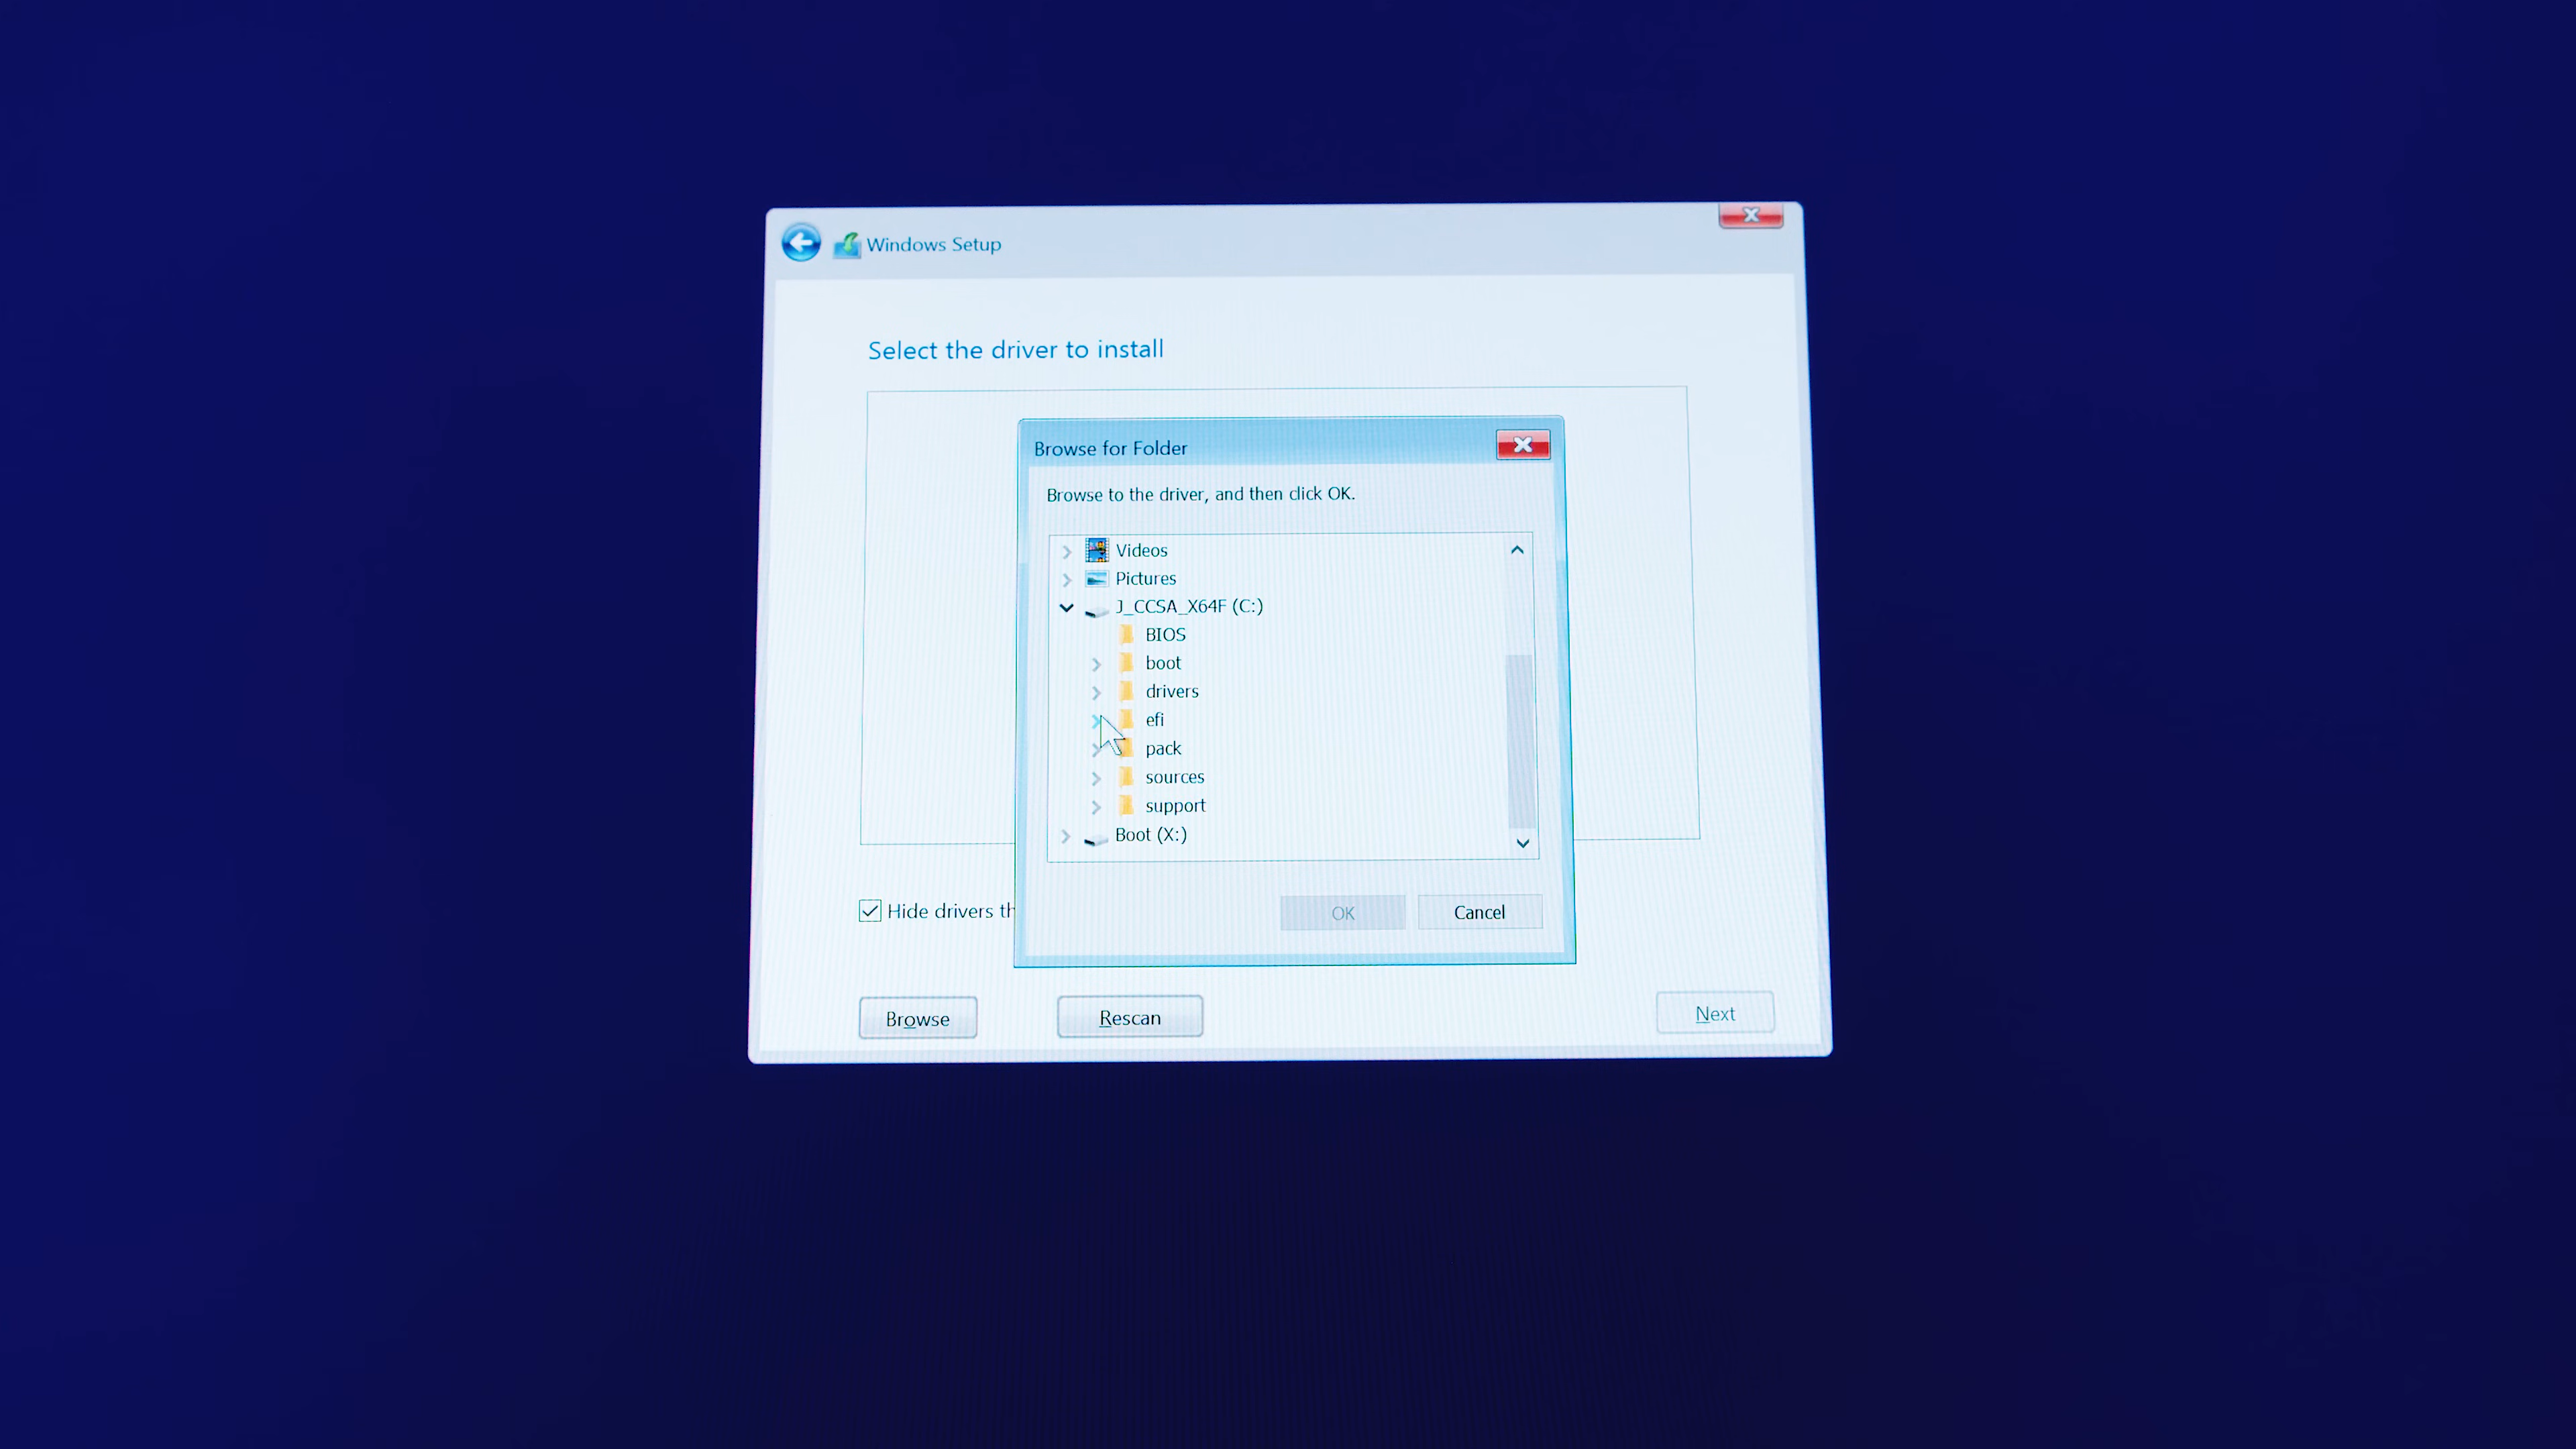 Windows Setup
Select the driver to install
Browse for Folder
Browse to the driver, and then click OK.
Videos
Pictures
J_CCSA_X64F (C:)
BIOS
boot
drivers
efi
pack
sources
support
Boot (X:)
OK
Cancel
Hide drivers th
Browse
Rescan
Next